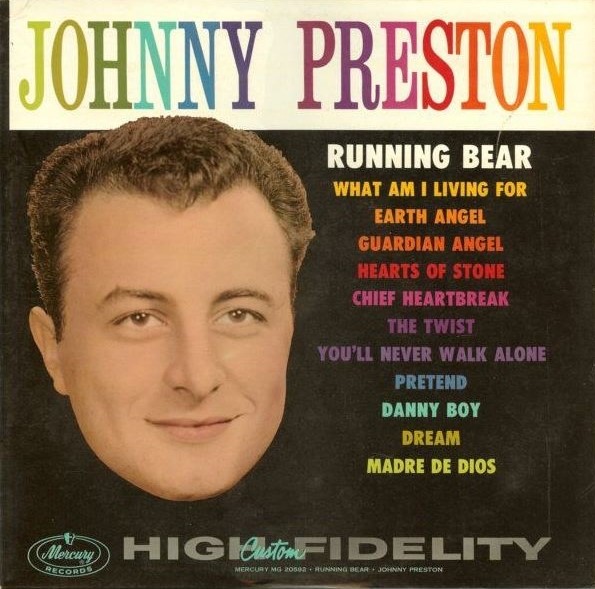 JOHNNY PRESTON
RUNNING BEAR
WHAT AM I LIVING FOR
EARTH ANGEL
GUARDIAN ANGEL
HEARTS OF STONE
CHIEF HEARTBREAK
THE TWIST
YOU'LL NEVER WALK ALONE
PRETEND
DANNY BOY
DREAM
MADRE DE DIOS
Mercury
RECORDS
HIGH Custom FIDELITY
MERCURY MG 20592 • RUNNING BEAR • JOHNNY PRESTON